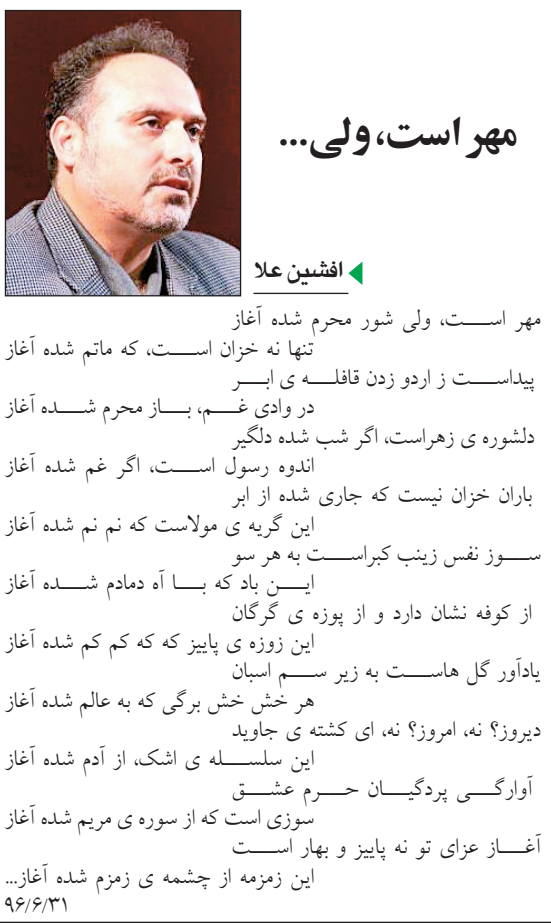 مهر است، ولی...
افشین علا
مهر است، ولی شور محرم شده آغاز
تنها نه خزان است، که ماتم شده آغاز
پیداست ز اردو زدن قافله ی ابر
در وادی غم، باز محرم شده آغاز
دلشوره ی زهراست، اگر شب شده دلگیر
اندوه رسول است، اگر غم شده آغاز
باران خزان نیست که جاری شده از ابر
این گریه ی مولاست که نم نم شده آغاز
سوز نفس زینب کبراست به هر سو
این باد که با آه دمادم شده آغاز
از کوفه نشان دارد و از پوزه ی گرگان
این زوزه ی پاییز که که کم کم شده آغاز
یادآور گل هاست به زیر سم اسبان
هر خش خش برگی که به عالم شده آغاز
دیروز؟ نه، امروز؟ نه، ای کشته ی جاوید
این سلسله ی اشک، از آدم شده آغاز
آوارگی پردگیان حرم عشق
سوزی است که از سوره ی مریم شده آغاز
آغاز عزای تو نه پاییز و بهار است
این زمزمه از چشمه ی زمزم شده آغاز...
۹۶/۶/۳۱